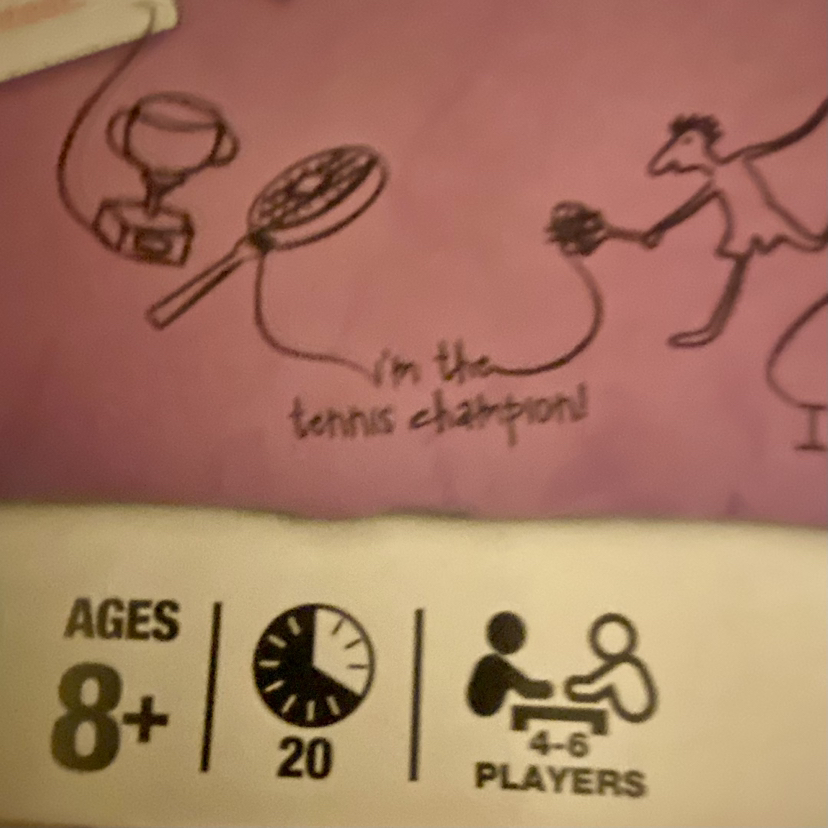 i'm the
tennis champion!
I
AGES
8+
20
4-6
PLAYERS